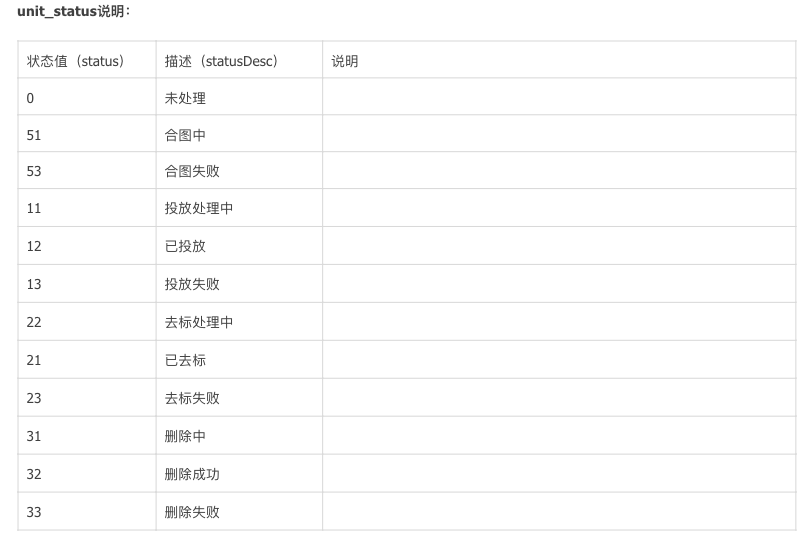 unit_status说明：
状态值（status） 描述（statusDesc） 说明
0 未处理
51 合图中
53 合图失败
11 投放处理中
12 已投放
13 投放失败
22 去标处理中
21 已去标
23 去标失败
31 删除中
32 删除成功
33 删除失败